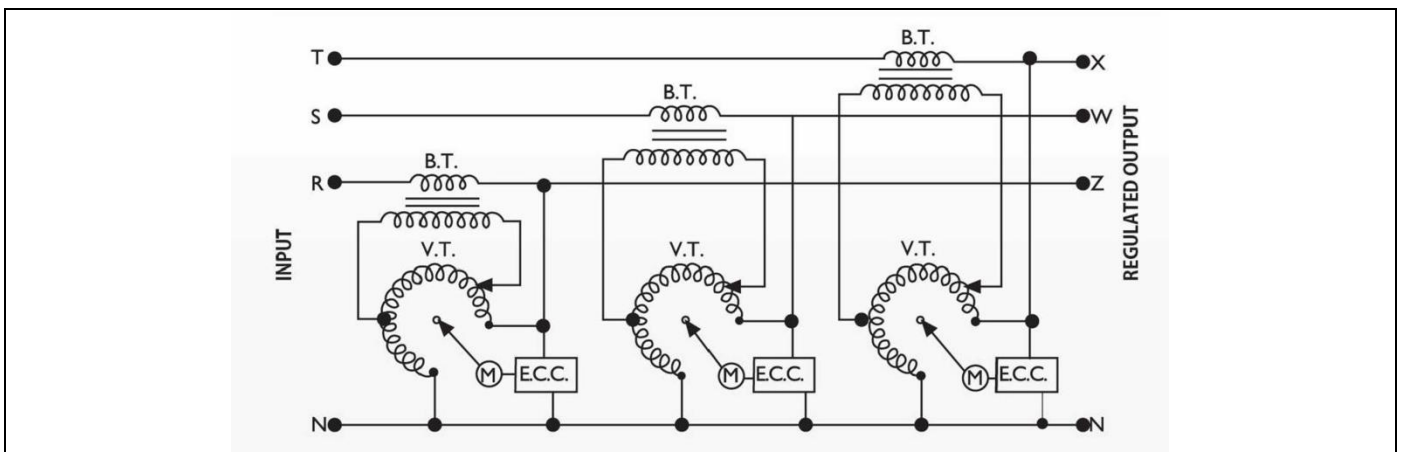 B.T.
T X
B.T.
S W
B.T.
R Z
INPUT
REGULATED OUTPUT
V.T. V.T. V.T.
M E.C.C. M E.C.C. M E.C.C.
N N